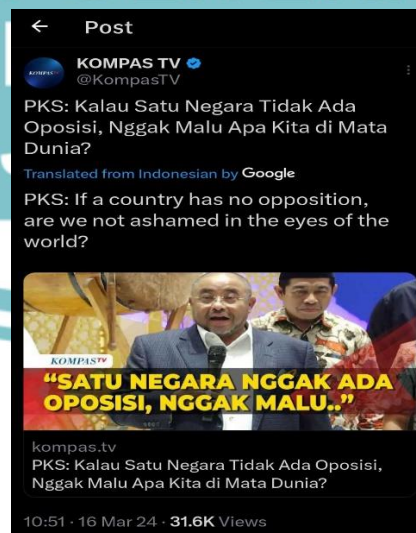 Post
KOMPAS TV
@KompasTV
PKS: Kalau Satu Negara Tidak Ada
Oposisi, Nggak Malu Apa Kita di Mata
Dunia?
Translated from Indonesian by Google
PKS: If a country has no opposition,
are we not ashamed in the eyes of the
world?
KOMPASTV
“SATU NEGARA NGGAK ADA
OPOSISI, NGGAK MALU..”
kompas.tv
PKS: Kalau Satu Negara Tidak Ada Oposisi,
Nggak Malu Apa Kita di Mata Dunia?
10:51 · 16 Mar 24 · 31.6K Views